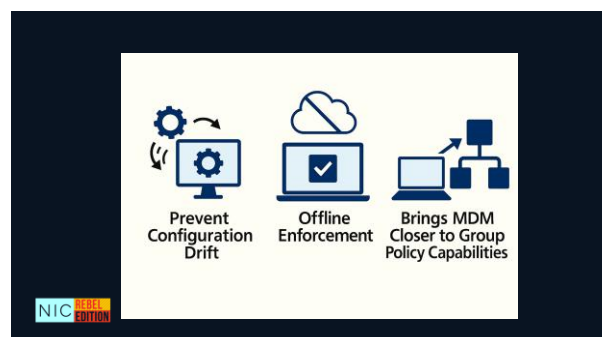 Prevent
Configuration
Drift
Offline
Enforcement
Brings MDM
Closer to Group
Policy Capabilities
NIC REBEL
EDITION